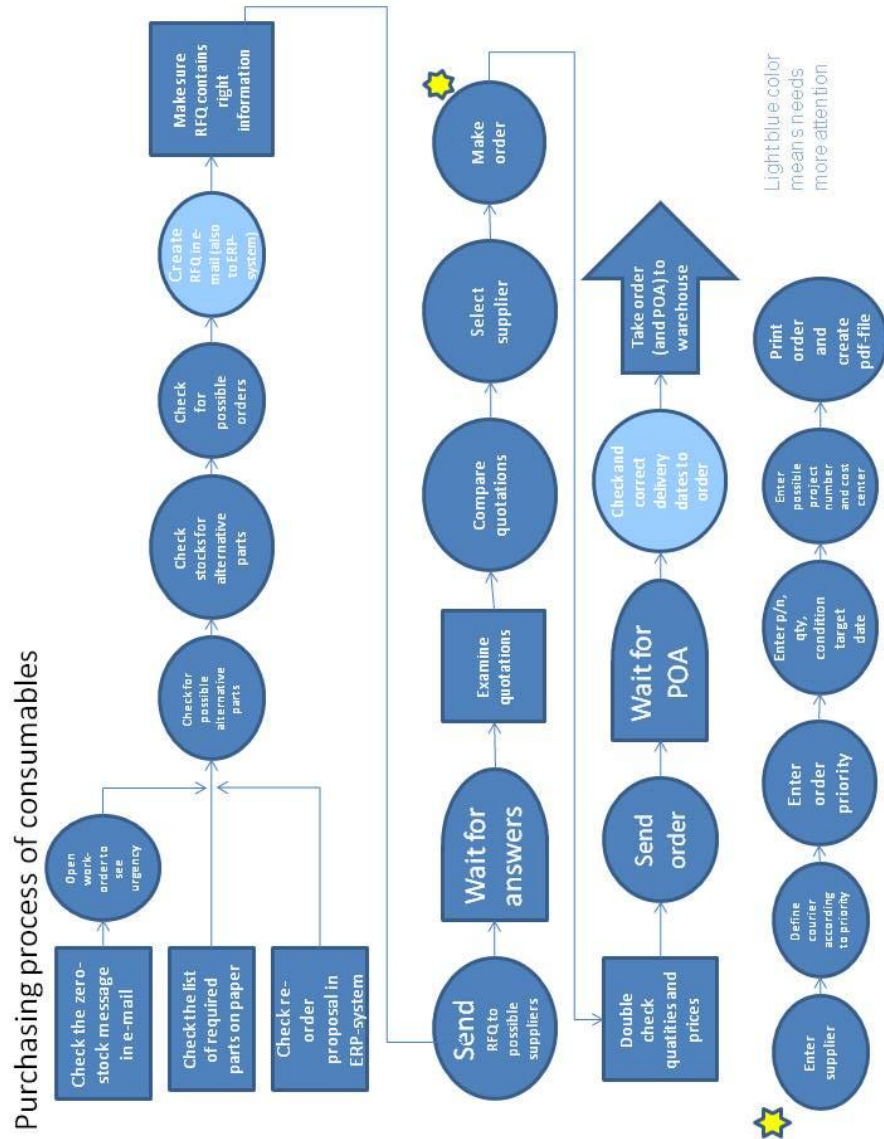 Purchasing process of consumables
Check the zero-
stock message
in e-mail
Open
work-
order to
see
urgency
Check the list
of required
parts on paper
Check re-
order
proposal in
ERP-system
Check for
possible
alternative
parts
Check
stocks for
alternative
parts
Check
for
possible
orders
Create
RFQ in e-
mail (also
to ERP-
system)
Make sure
RFQ contains
right
information
Send
RFQ to
possible
suppliers
Wait for
answers
Examine
quotations
Compare
quotations
Select
supplier
Make
order
Double
check
quatities and
prices
Send
order
Wait for
POA
Check and
correct
delivery
dates to
order
Take order
(and POA) to
warehouse
Enter
supplier
Define
courier
according
to priority
Enter
order
priority
Enter p/n,
qty,
condition
target
date
Enter
possible
project
number
and cost
center
Print
order
and
create
pdf-file
Light blue color
means needs
more attention